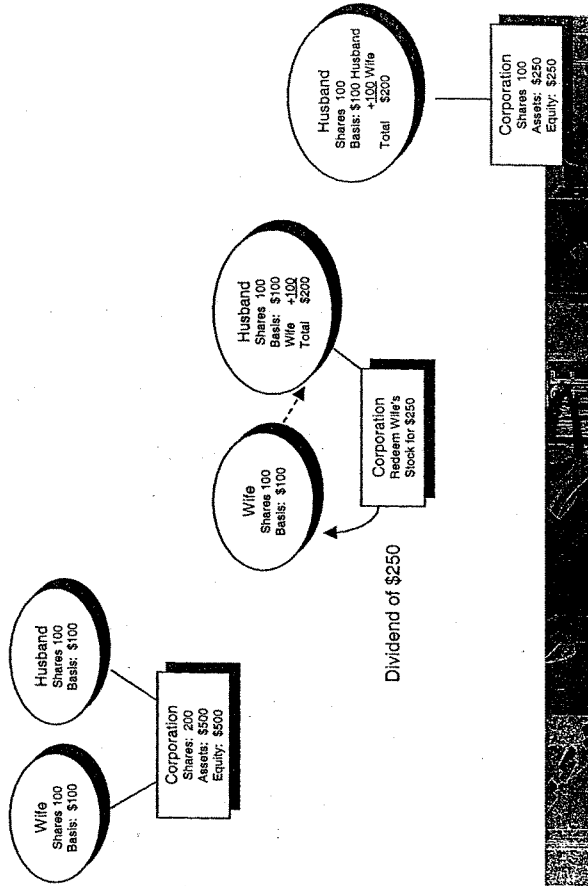 Wife
Shares 100
Basis: $100
Husband
Shares 100
Basis: $100
Corporation
Shares: 200
Assets: $500
Equity: $500
Wife
Shares 100
Basis: $100
Husband
Shares 100
Basis: $100
Wife +100
Total $200
Corporation
Redeem Wife's
Stock for $250
Dividend of $250
Husband
Shares 100
Basis: $100 Husband
+100 Wife
Total $200
Corporation
Shares 100
Assets: $250
Equity: $250